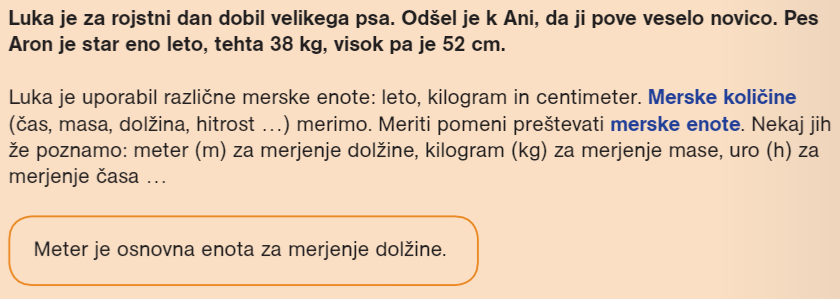 Luka je za rojstni dan dobil velikega psa. Odšel je k Ani, da ji pove veselo novico. Pes
Aron je star eno leto, tehta 38 kg, visok pa je 52 cm.
Luka je uporabil različne merske enote: leto, kilogram in centimeter. Merske količine
(čas, masa, dolžina, hitrost …) merimo. Meriti pomeni preštevati merske enote. Nekaj jih
že poznamo: meter (m) za merjenje dolžine, kilogram (kg) za merjenje mase, uro (h) za
merjenje časa …
Meter je osnovna enota za merjenje dolžine.